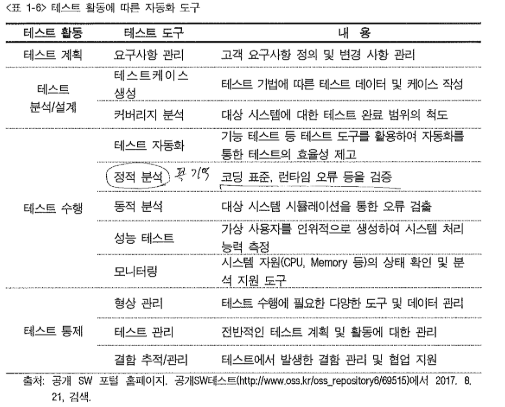 <표 1-6> 테스트 활동에 따른 자동화 도구
테스트 활동 테스트 도구 내 용
테스트 계획 요구사항 관리 고객 요구사항 정의 및 변경 사항 관리
테스트 분석/설계 테스트케이스 생성 테스트 기법에 따른 테스트 데이터 및 케이스 작성
커버리지 분석 대상 시스템에 대한 테스트 완료 범위의 척도
테스트 수행 테스트 자동화 기능 테스트 등 테스트 도구를 활용하여 자동화를
통한 테스트의 효율성 제고
정적 분석 꼭 기억 코딩 표준, 런타임 오류 등을 검증
동적 분석 대상 시스템 시뮬레이션을 통한 오류 검출
성능 테스트 가상 사용자를 인위적으로 생성하여 시스템 처리
능력 측정
모니터링 시스템 자원(CPU, Memory 등)의 상태 확인 및 분
석 지원 도구
테스트 통제 형상 관리 테스트 수행에 필요한 다양한 도구 및 데이터 관리
테스트 관리 전반적인 테스트 계획 및 활동에 대한 관리
결함 추적/관리 테스트에서 발생한 결함 관리 및 협업 지원
출처: 공개 SW 포털 홈페이지. 공개SW테스트(http://www.oss.kr/oss_repository6/69515)에서 2017. 8.
21. 검색.